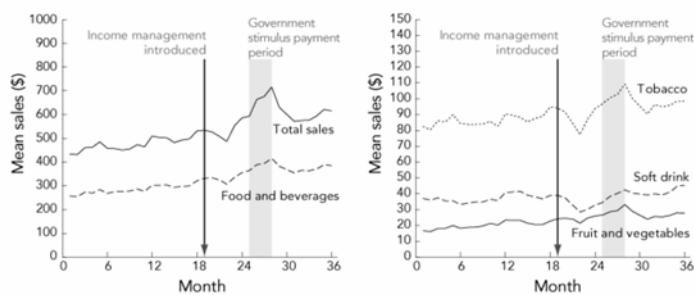 1000
900
800
700
600
500
400
300
200
100
0
Mean sales ($)
Income management
introduced
Government
stimulus payment
period
Total sales
Food and beverages
0 6 12 18 24 30 36
Month
150
140
130
120
110
100
90
80
70
60
50
40
30
20
10
0
Mean sales ($)
Income management
introduced
Government
stimulus payment
period
Tobacco
Soft drink
Fruit and vegetables
0 6 12 18 24 30 36
Month